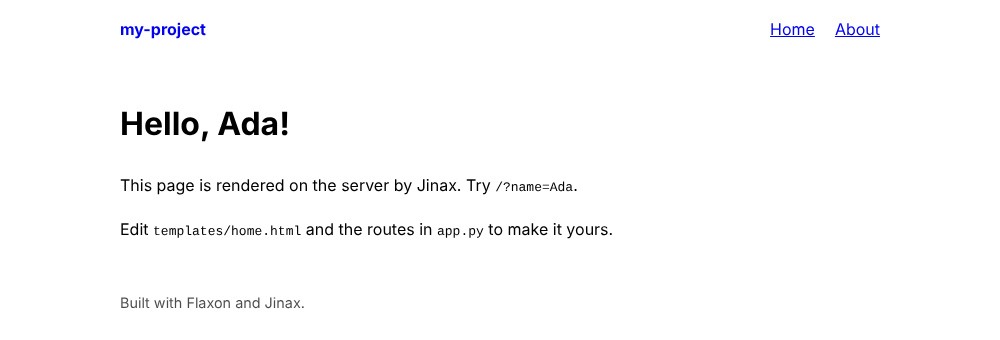 my-project
Home About
Hello, Ada!
This page is rendered on the server by Jinax. Try /?name=Ada.
Edit templates/home.html and the routes in app.py to make it yours.
Built with Flaxon and Jinax.